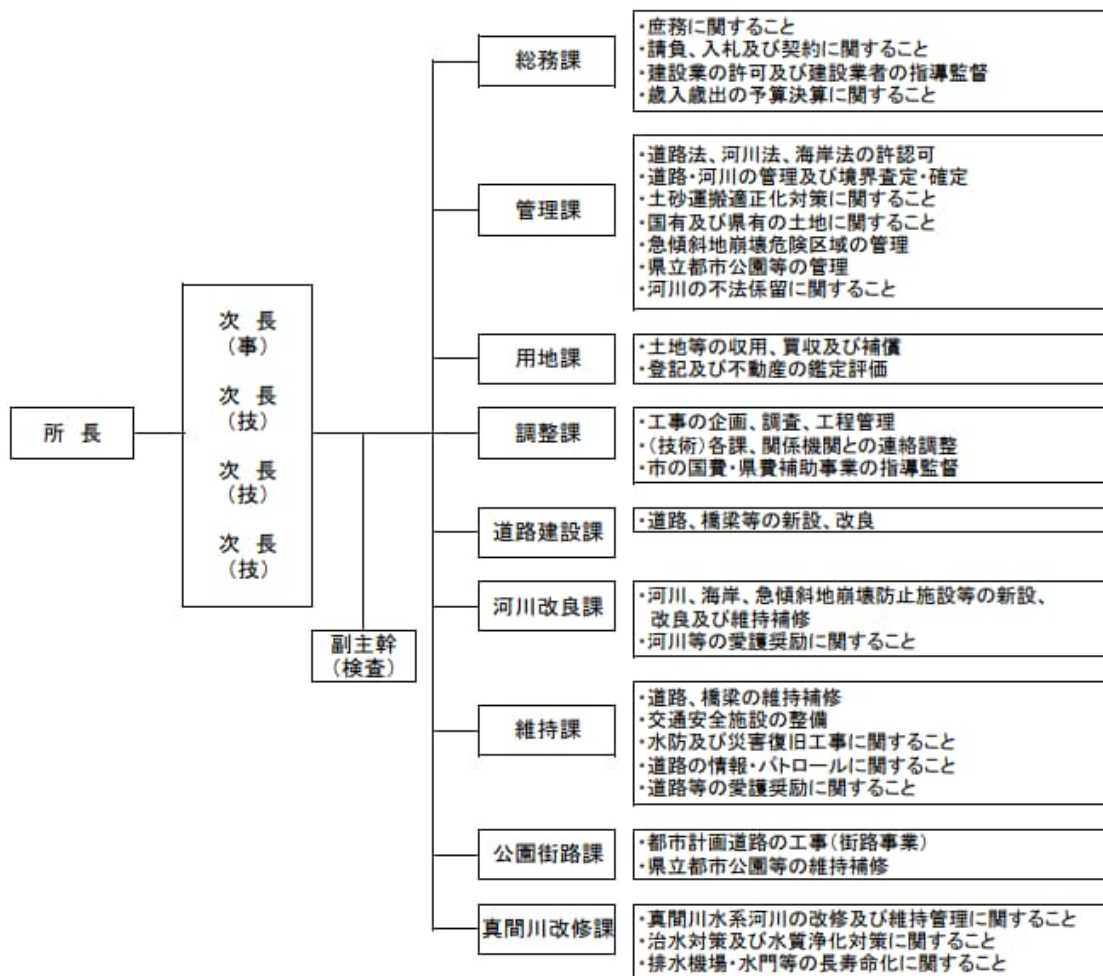 所 長
次 長
(事)
次 長
(技)
次 長
(技)
次 長
(技)
副主幹
(検査)
総務課
・庶務に関すること
・請負、入札及び契約に関すること
・建設業の許可及び建設業者の指導監督
・歳入歳出の予算決算に関すること
管理課
・道路法、河川法、海岸法の許認可
・道路・河川の管理及び境界査定・確定
・土砂運搬適正化対策に関すること
・国有及び県有の土地に関すること
・急傾斜地崩壊危険区域の管理
・県立都市公園等の管理
・河川の不法係留に関すること
用地課
・土地等の収用、買収及び補償
・登記及び不動産の鑑定評価
調整課
・工事の企画、調査、工程管理
・(技術)各課、関係機関との連絡調整
・市の国費・県費補助事業の指導監督
道路建設課
・道路、橋梁等の新設、改良
河川改良課
・河川、海岸、急傾斜地崩壊防止施設等の新設、
改良及び維持補修
・河川等の愛護奨励に関すること
維持課
・道路、橋梁の維持補修
・交通安全施設の整備
・水防及び災害復旧工事に関すること
・道路の情報・パトロールに関すること
・道路等の愛護奨励に関すること
公園街路課
・都市計画道路の工事(街路事業)
・県立都市公園等の維持補修
真間川改修課
・真間川水系河川の改修及び維持管理に関すること
・治水対策及び水質浄化対策に関すること
・排水機場・水門等の長寿命化に関すること